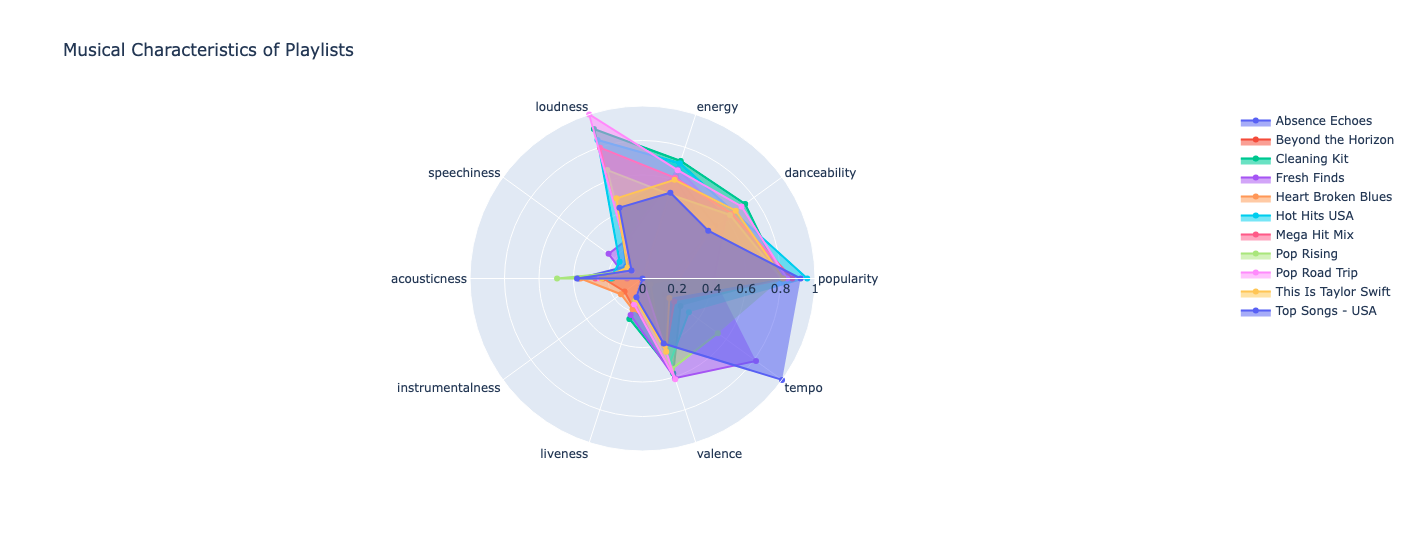 Musical Characteristics of Playlists
loudness
energy
speechiness
danceability
acousticness
0 0.2 0.4 0.6 0.8 1
popularity
instrumentalness
tempo
liveness
valence
Absence Echoes
Beyond the Horizon
Cleaning Kit
Fresh Finds
Heart Broken Blues
Hot Hits USA
Mega Hit Mix
Pop Rising
Pop Road Trip
This Is Taylor Swift
Top Songs - USA